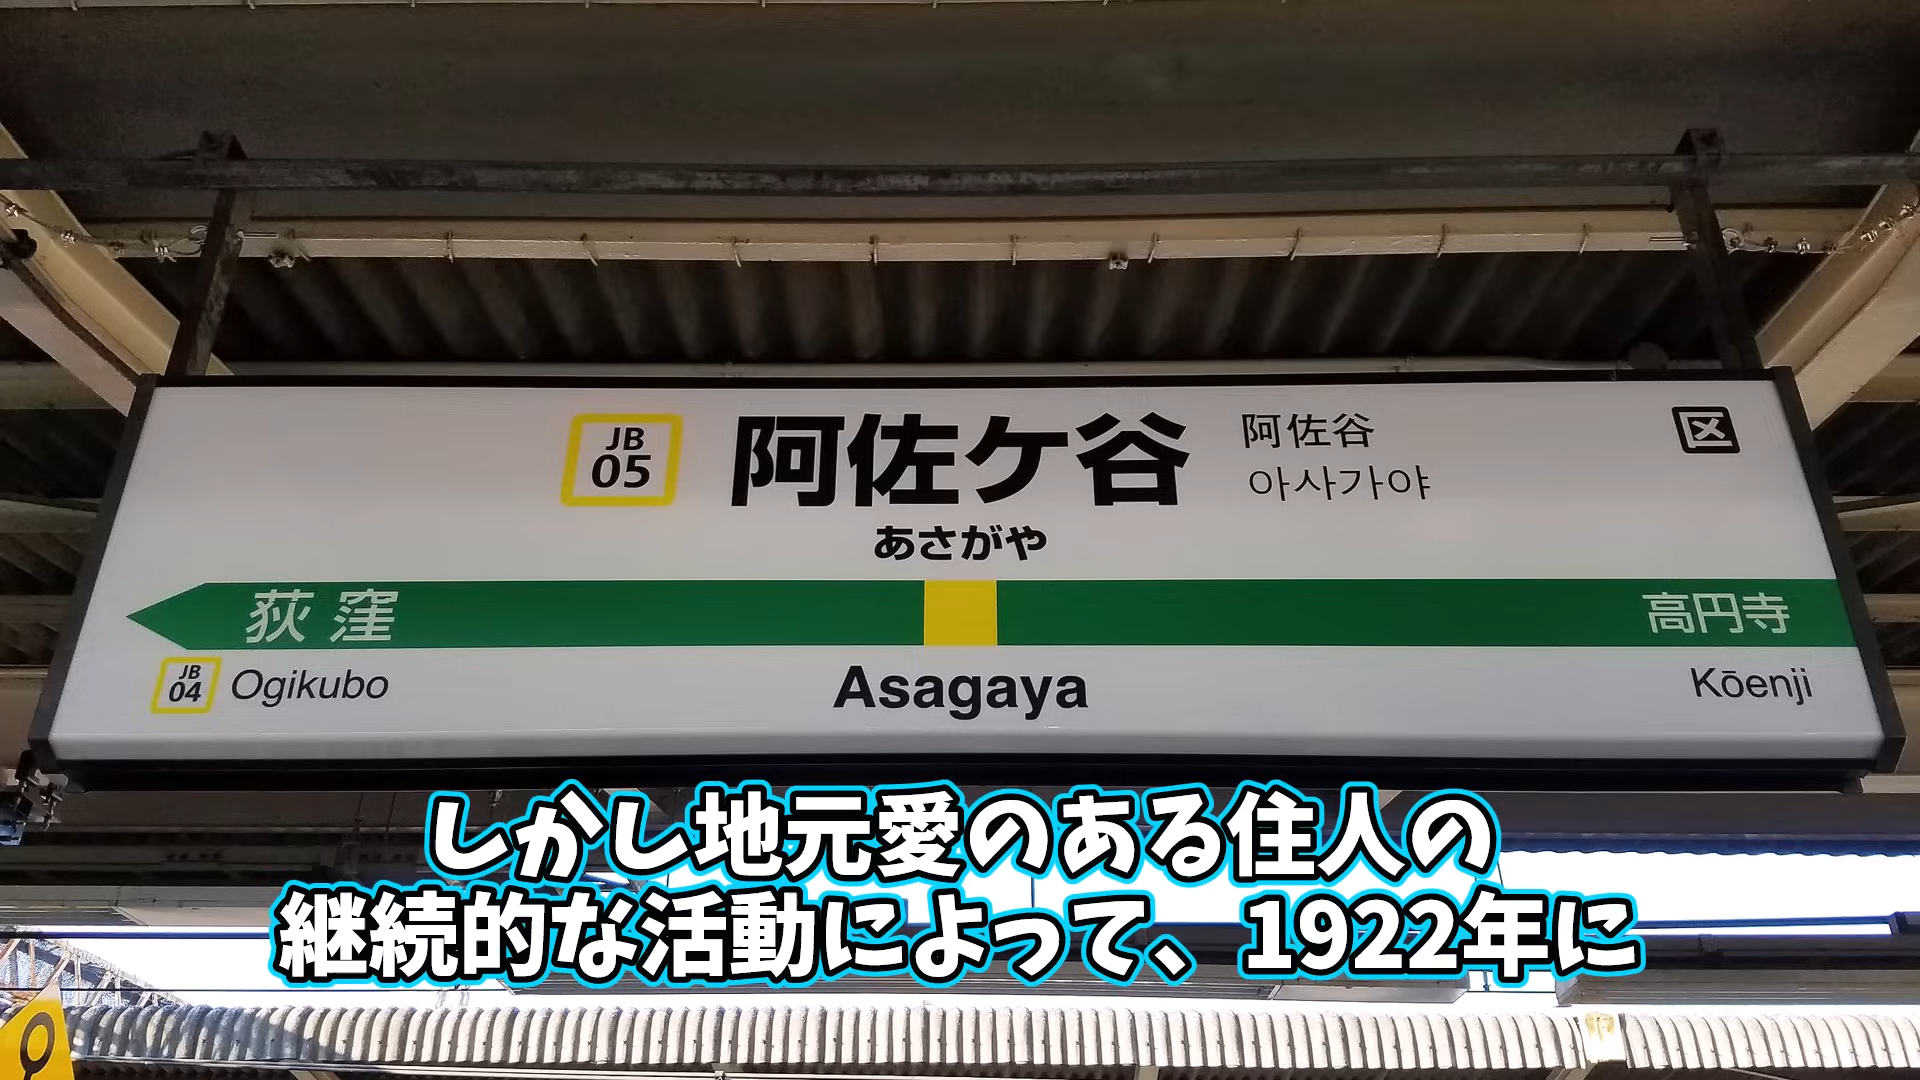 JB
05
阿佐ケ谷
阿佐谷
아사가야
区
あさがや
荻窪
高円寺
JB
04
Ogikubo
Asagaya
Kōenji
しかし地元愛のある住人の
継続的な活動によって、1922年に